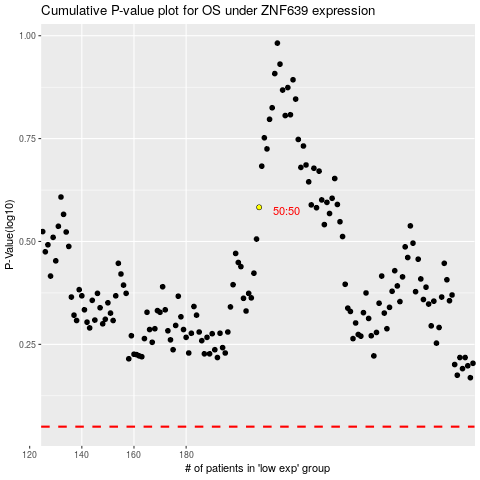 Cumulative P-value plot for OS under ZNF639 expression
P-Value(log10)
1.00
0.75
0.50
0.25
50:50
120 140 160 180
# of patients in 'low exp' group